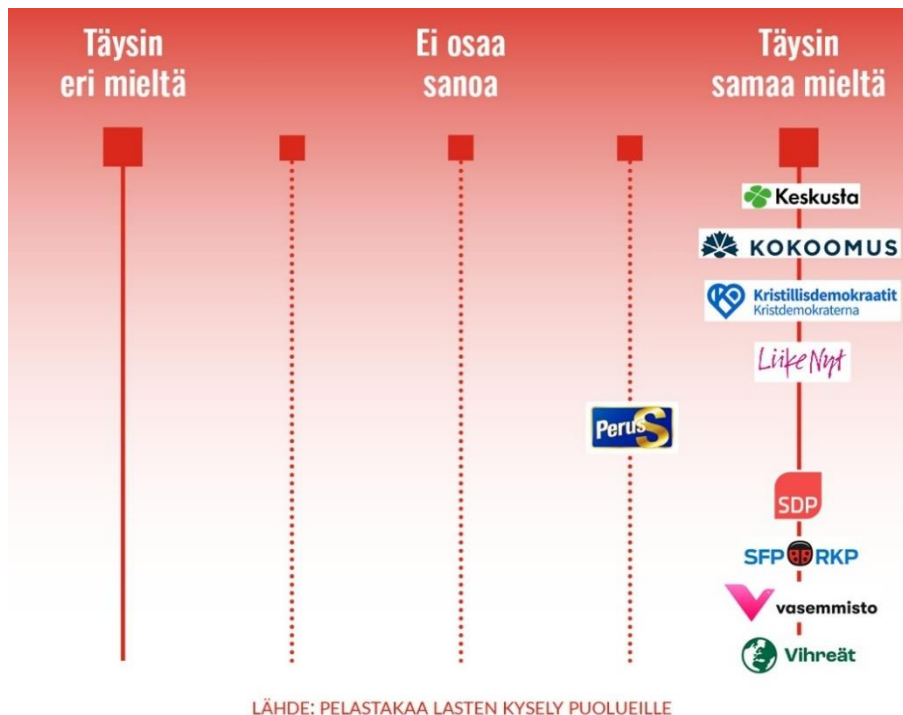 Täysin
eri mieltä
Ei osaa
sanoa
Täysin
samaa mieltä
Keskusta
KOKOOMUS
KD
Kristillisdemokraatit
Kristdemokraterna
Liike Nyt
PerusS
SDP
SFP RKP
vasemmisto
Vihreät
LÄHDE: PELASTAKAA LASTEN KYSELY PUOLUEILLE